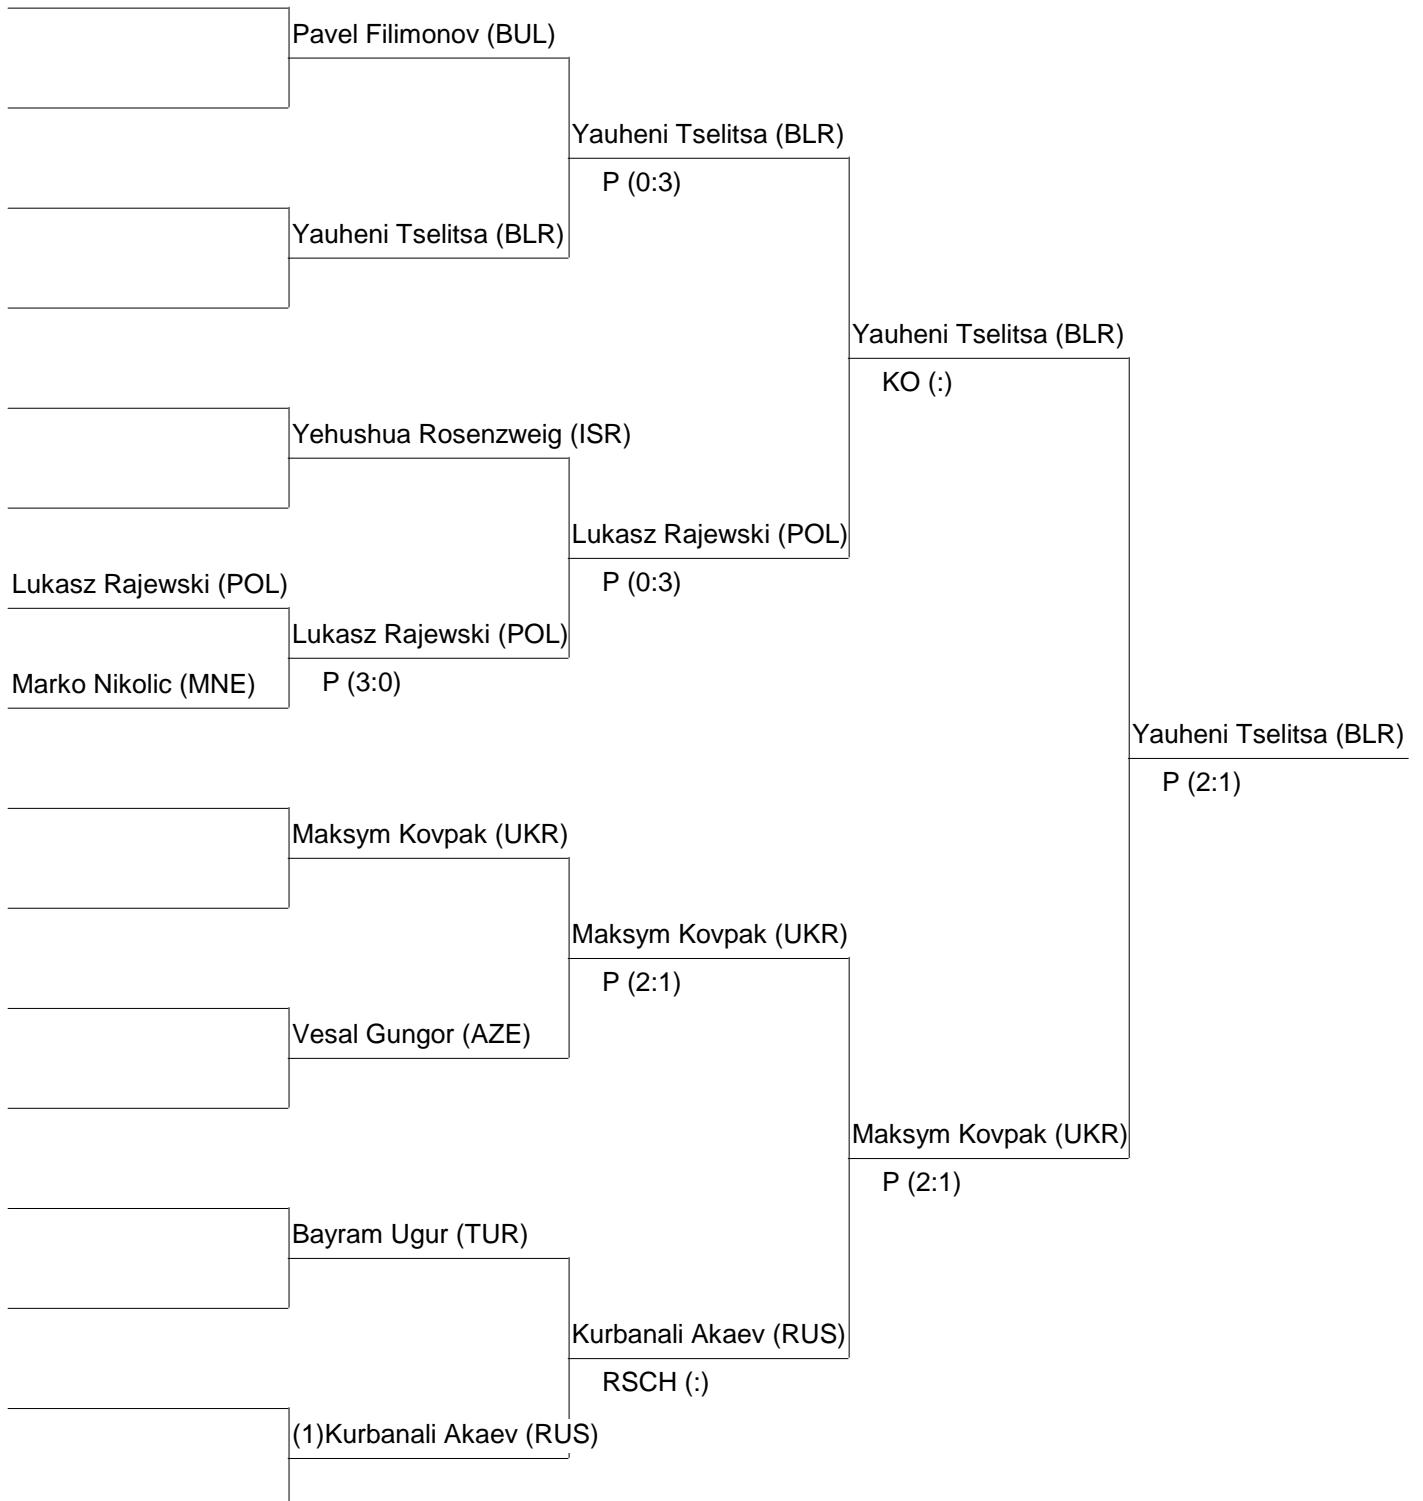 Pavel Filimonov (BUL)
Yauheni Tselitsa (BLR)
P (0:3)
Yauheni Tselitsa (BLR)
Yauheni Tselitsa (BLR)
KO (:)
Yehushua Rosenzweig (ISR)
Lukasz Rajewski (POL)
P (0:3)
Lukasz Rajewski (POL)
Lukasz Rajewski (POL)
Marko Nikolic (MNE)
P (3:0)
Yauheni Tselitsa (BLR)
P (2:1)
Maksym Kovpak (UKR)
Maksym Kovpak (UKR)
P (2:1)
Vesal Gungor (AZE)
Maksym Kovpak (UKR)
P (2:1)
Bayram Ugur (TUR)
Kurbanali Akaev (RUS)
RSCH (:)
(1)Kurbanali Akaev (RUS)